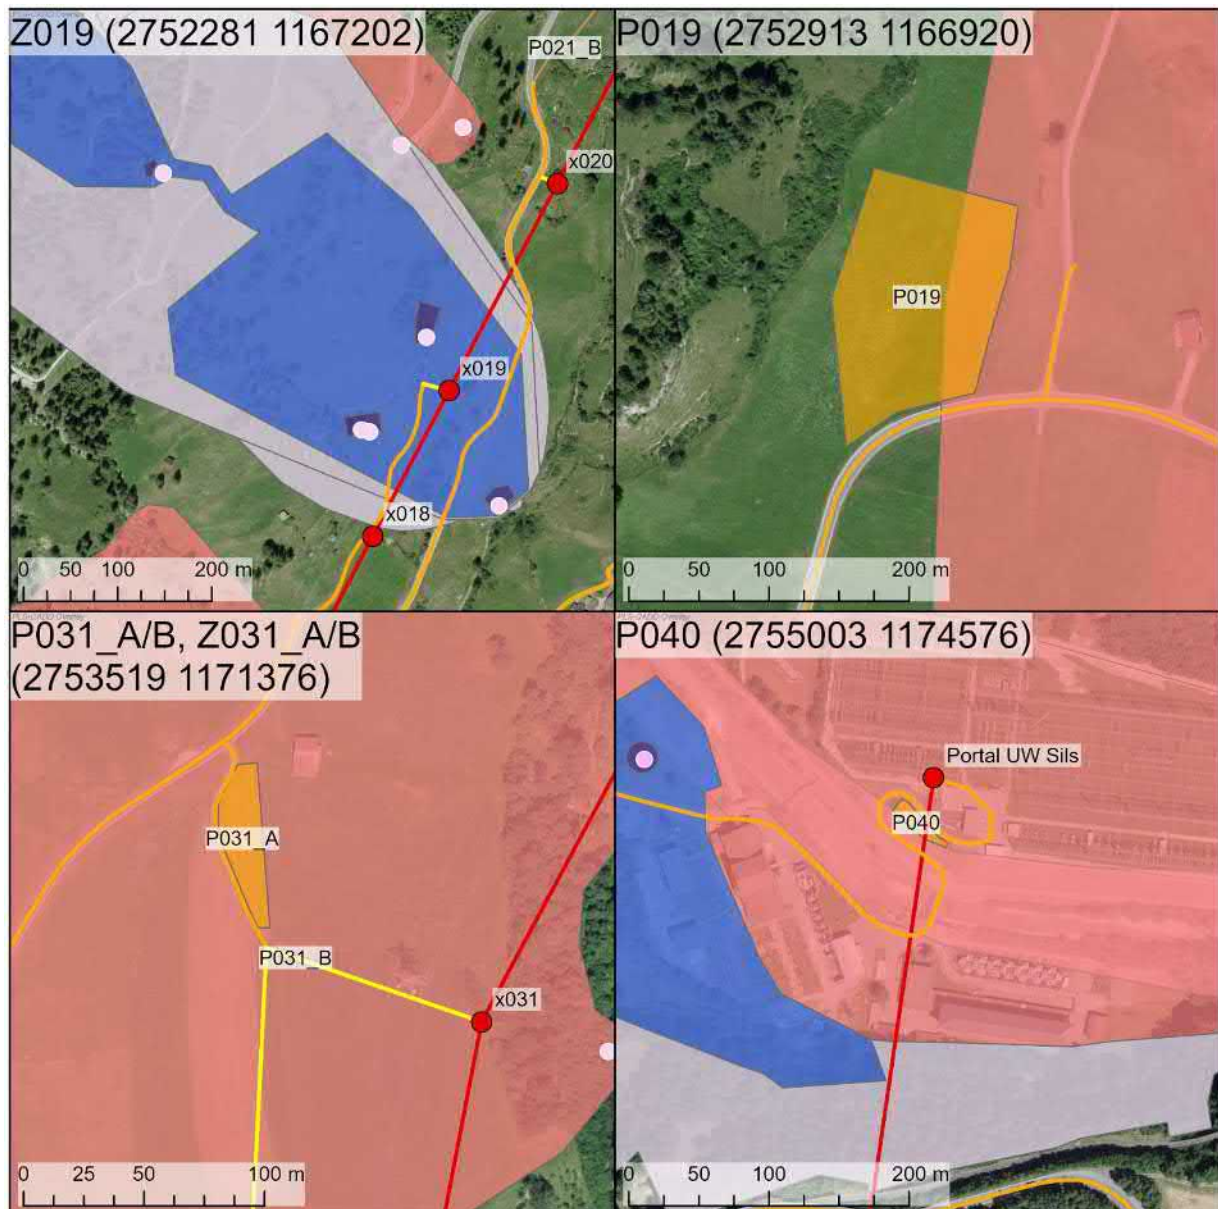 Z019 (2752281 1167202)
P021_B
x020
x019
x018
0 50 100 200 m
P019 (2752913 1166920)
P019
0 50 100 200 m
P031_A/B, Z031_A/B
(2753519 1171376)
P031_A
P031_B
x031
0 25 50 100 m
P040 (2755003 1174576)
Portal UW Sils
P040
0 50 100 200 m